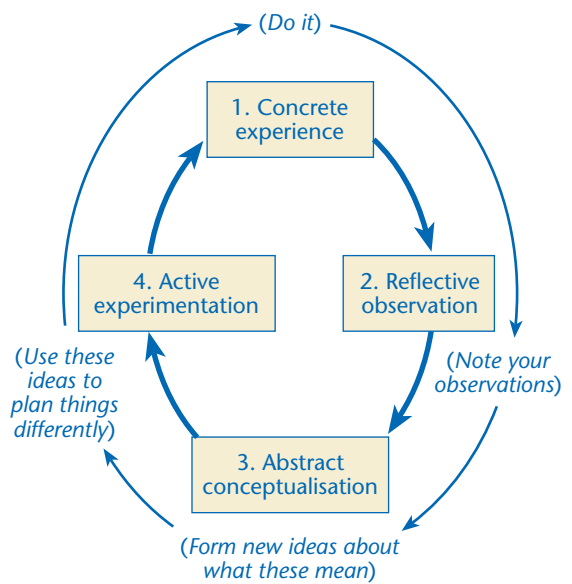 (Do it)
1. Concrete
experience
2. Reflective
observation
(Note your
observations)
3. Abstract
conceptualisation
(Form new ideas about
what these mean)
4. Active
experimentation
(Use these
ideas to
plan things
differently)